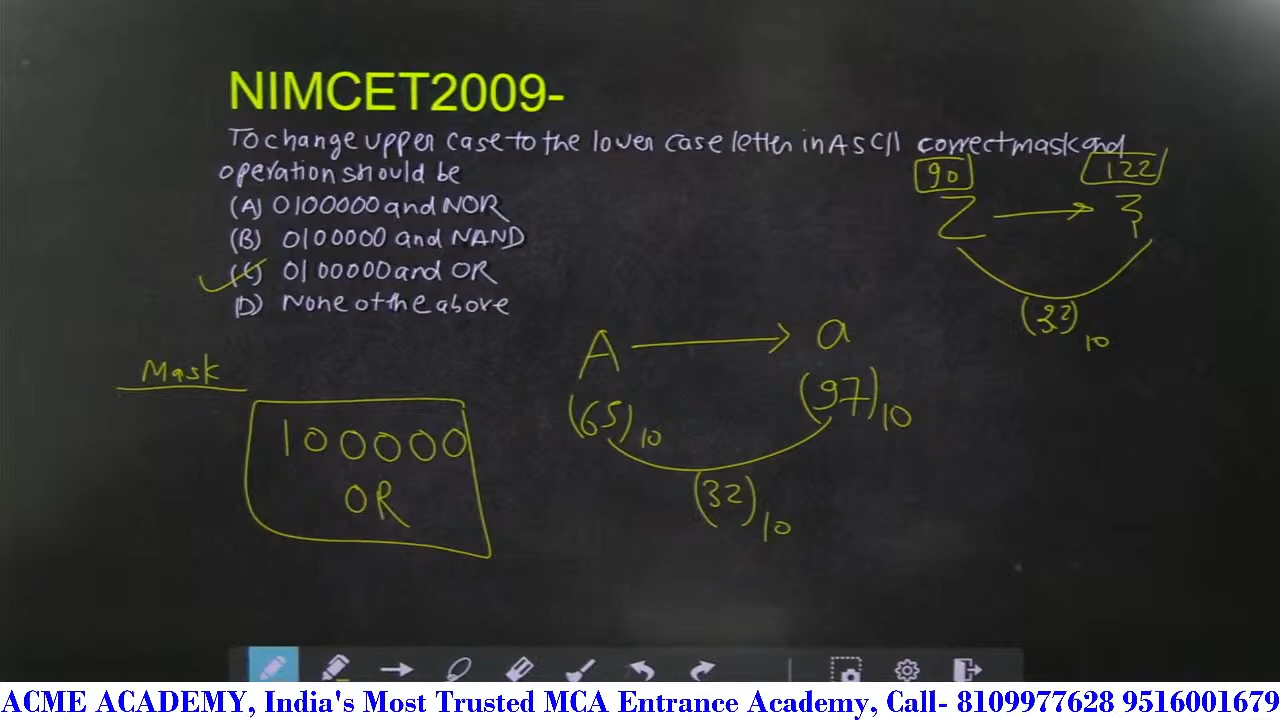 NIMCET2009-
To change upper case to the lower case letter in ASCII correct mask and
operation should be
(A) 0100000 and NOR
(B) 0100000 and NAND
(C) 0100000 and OR
(D) None of the above
90 122
Z z
(32)10
A a
(65)10 (97)10
(32)10
Mask
100000
OR
ACME ACADEMY, India's Most Trusted MCA Entrance Academy, Call- 8109977628 9516001679